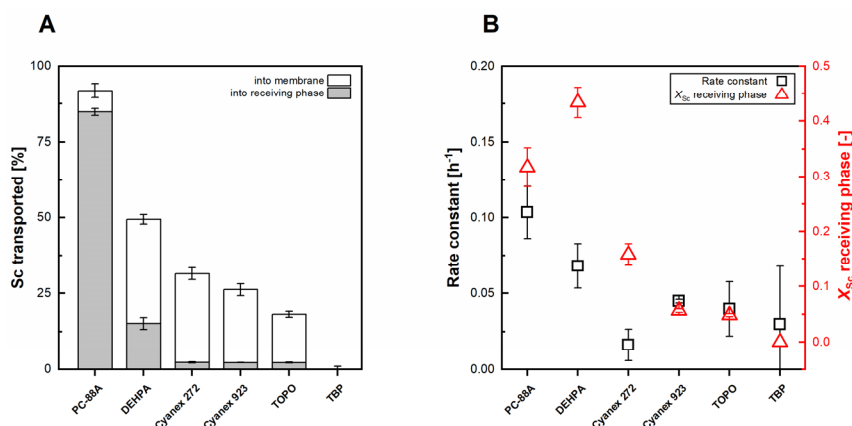 A
100
75
50
25
0
Sc transported [%]
into membrane
into receiving phase
PC-88A
DEHPA
Cyanex 272
Cyanex 923
TOPO
TBP
B
0.20
0.15
0.10
0.05
0.00
Rate constant [h-1]
Rate constant
XSc receiving phase
0.5
0.4
0.3
0.2
0.1
0.0
XSc receiving phase [-]
PC-88A
DEHPA
Cyanex 272
Cyanex 923
TOPO
TBP